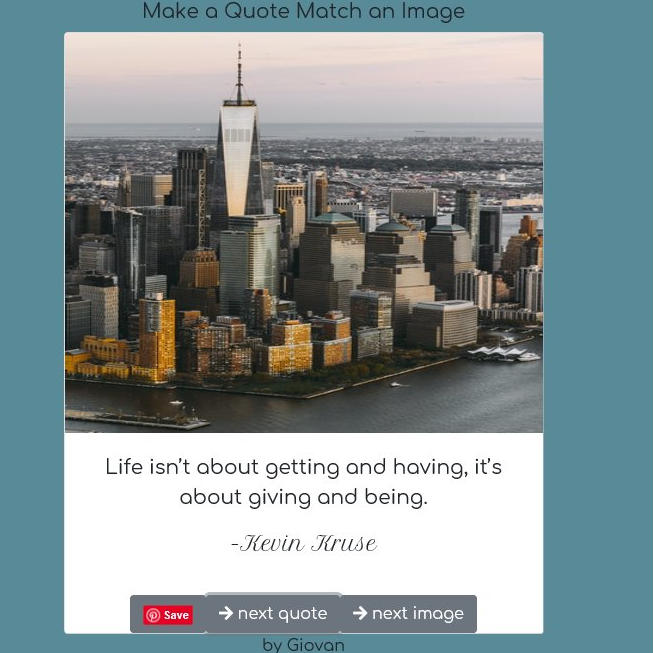 Make a Quote Match an Image
Life isn't about getting and having, it's
about giving and being.
-Kevin Kruse
Save
next quote
next image
by Giovan